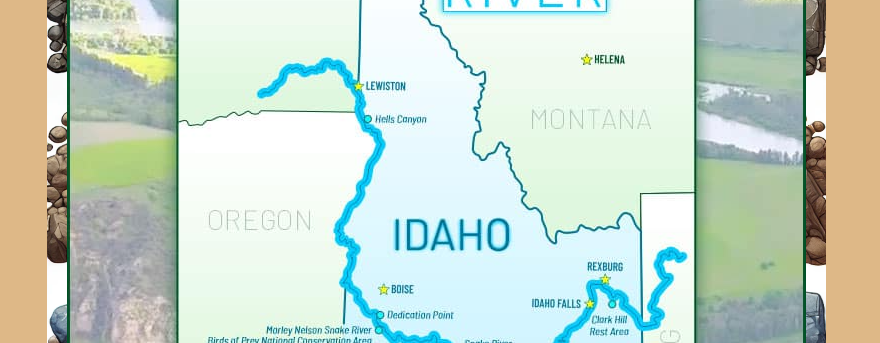 RIVER
HELENA
LEWISTON
Hells Canyon
MONTANA
OREGON
IDAHO
REXBURG
BOISE
IDAHO FALLS
Dedication Point
Clark Hill
Rest Area
Morley Nelson Snake River
Birds of Prey National Conservation Area
Snake River
G